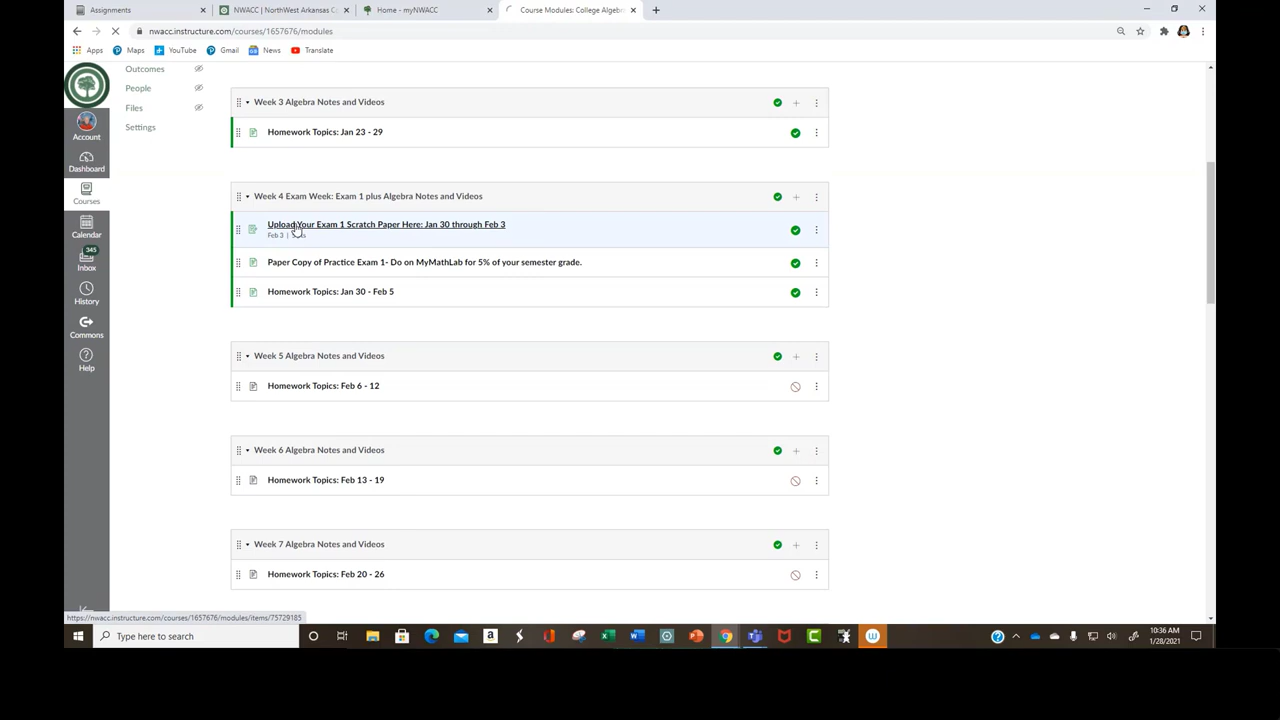 Assignments
NWACC | NorthWest Arkansas C
Home - myNWACC
Course Modules: College Algebr
nwacc.instructure.com/courses/1657676/modules
Apps
Maps
YouTube
Gmail
News
Translate
Outcomes
People
Files
Settings
Account
Dashboard
Courses
Calendar
345
Inbox
History
Commons
Help
Week 3 Algebra Notes and Videos
Homework Topics: Jan 23 - 29
Week 4 Exam Week: Exam 1 plus Algebra Notes and Videos
Upload Your Exam 1 Scratch Paper Here: Jan 30 through Feb 3
Feb 3 |
Paper Copy of Practice Exam 1- Do on MyMathLab for 5% of your semester grade.
Homework Topics: Jan 30 - Feb 5
Week 5 Algebra Notes and Videos
Homework Topics: Feb 6 - 12
Week 6 Algebra Notes and Videos
Homework Topics: Feb 13 - 19
Week 7 Algebra Notes and Videos
Homework Topics: Feb 20 - 26
https://nwacc.instructure.com/courses/1657676/modules/items/75729185
Type here to search
10:36 AM
1/28/2021